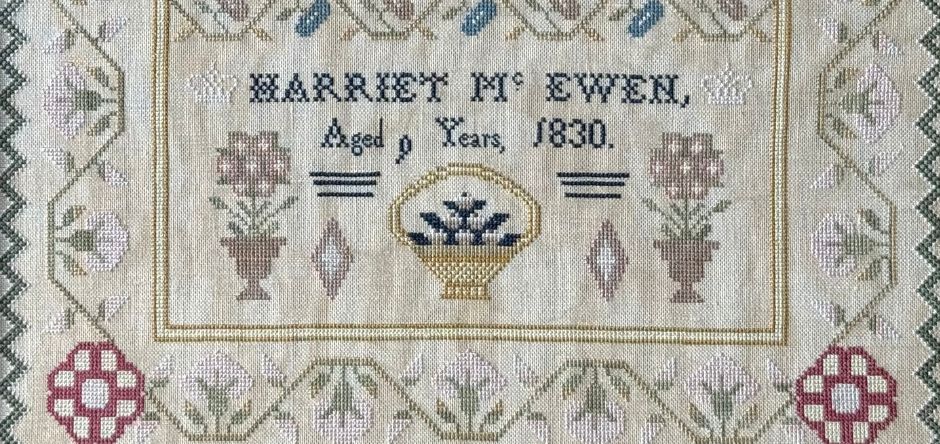 HARRIET Mc EWEN,
Aged 9 Years, 1830.